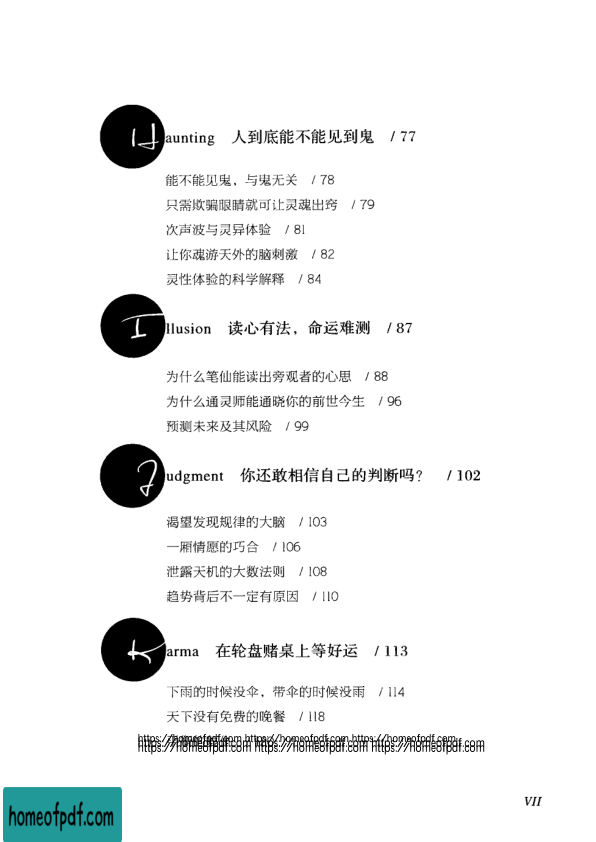 Haunting 人到底能不能见到鬼 / 77
能不能见鬼，与鬼无关 / 78
只需欺骗眼睛就可让灵魂出窍 / 79
次声波与灵异体验 / 81
让你魂游天外的脑刺激 / 82
灵性体验的科学解释 / 84
Illusion 读心有法，命运难测 / 87
为什么笔仙能读出旁观者的心思 / 88
为什么通灵师能通晓你的前世今生 / 96
预测未来及其风险 / 99
Judgment 你还敢相信自己的判断吗？ / 102
渴望发现规律的大脑 / 103
一厢情愿的巧合 / 106
泄露天机的大数法则 / 108
趋势背后不一定有原因 / 110
Karma 在轮盘赌桌上等好运 / 113
下雨的时候没伞，带伞的时候没雨 / 114
天下没有免费的晚餐 / 118
https://homeofpdf.com https://homeofpdf.com https://homeofpdf.com
https://homeofpdf.com https://homeofpdf.com https://homeofpdf.com
VII
homeofpdf.com